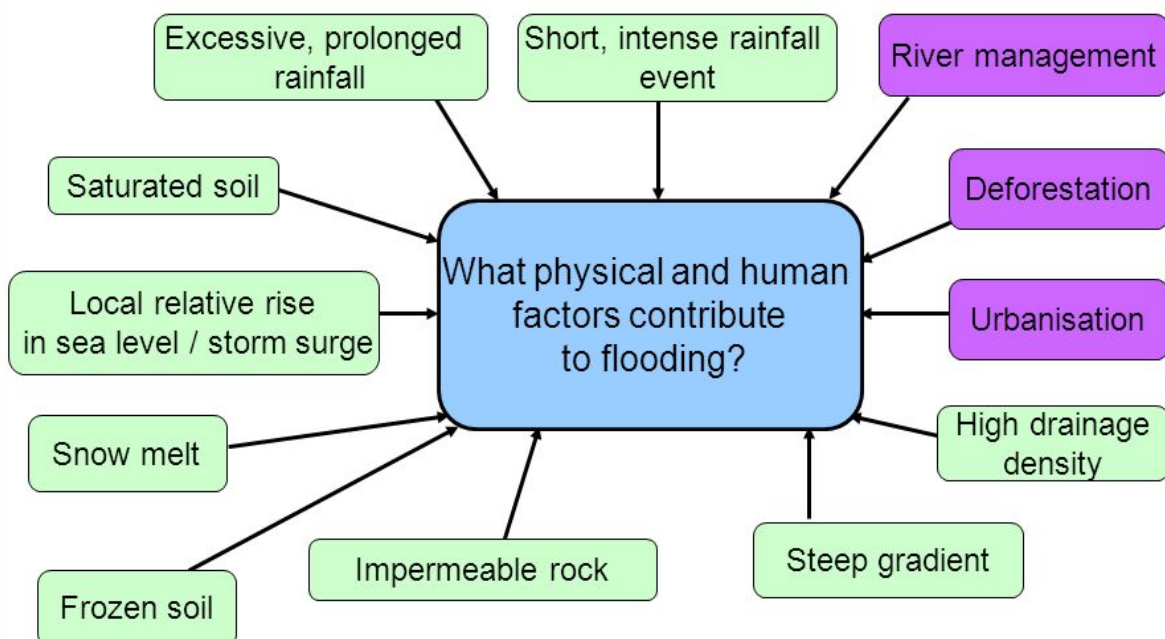 Excessive, prolonged
rainfall
Short, intense rainfall
event
River management
Saturated soil
Deforestation
What physical and human
factors contribute
to flooding?
Local relative rise
in sea level / storm surge
Urbanisation
Snow melt
High drainage
density
Frozen soil
Impermeable rock
Steep gradient